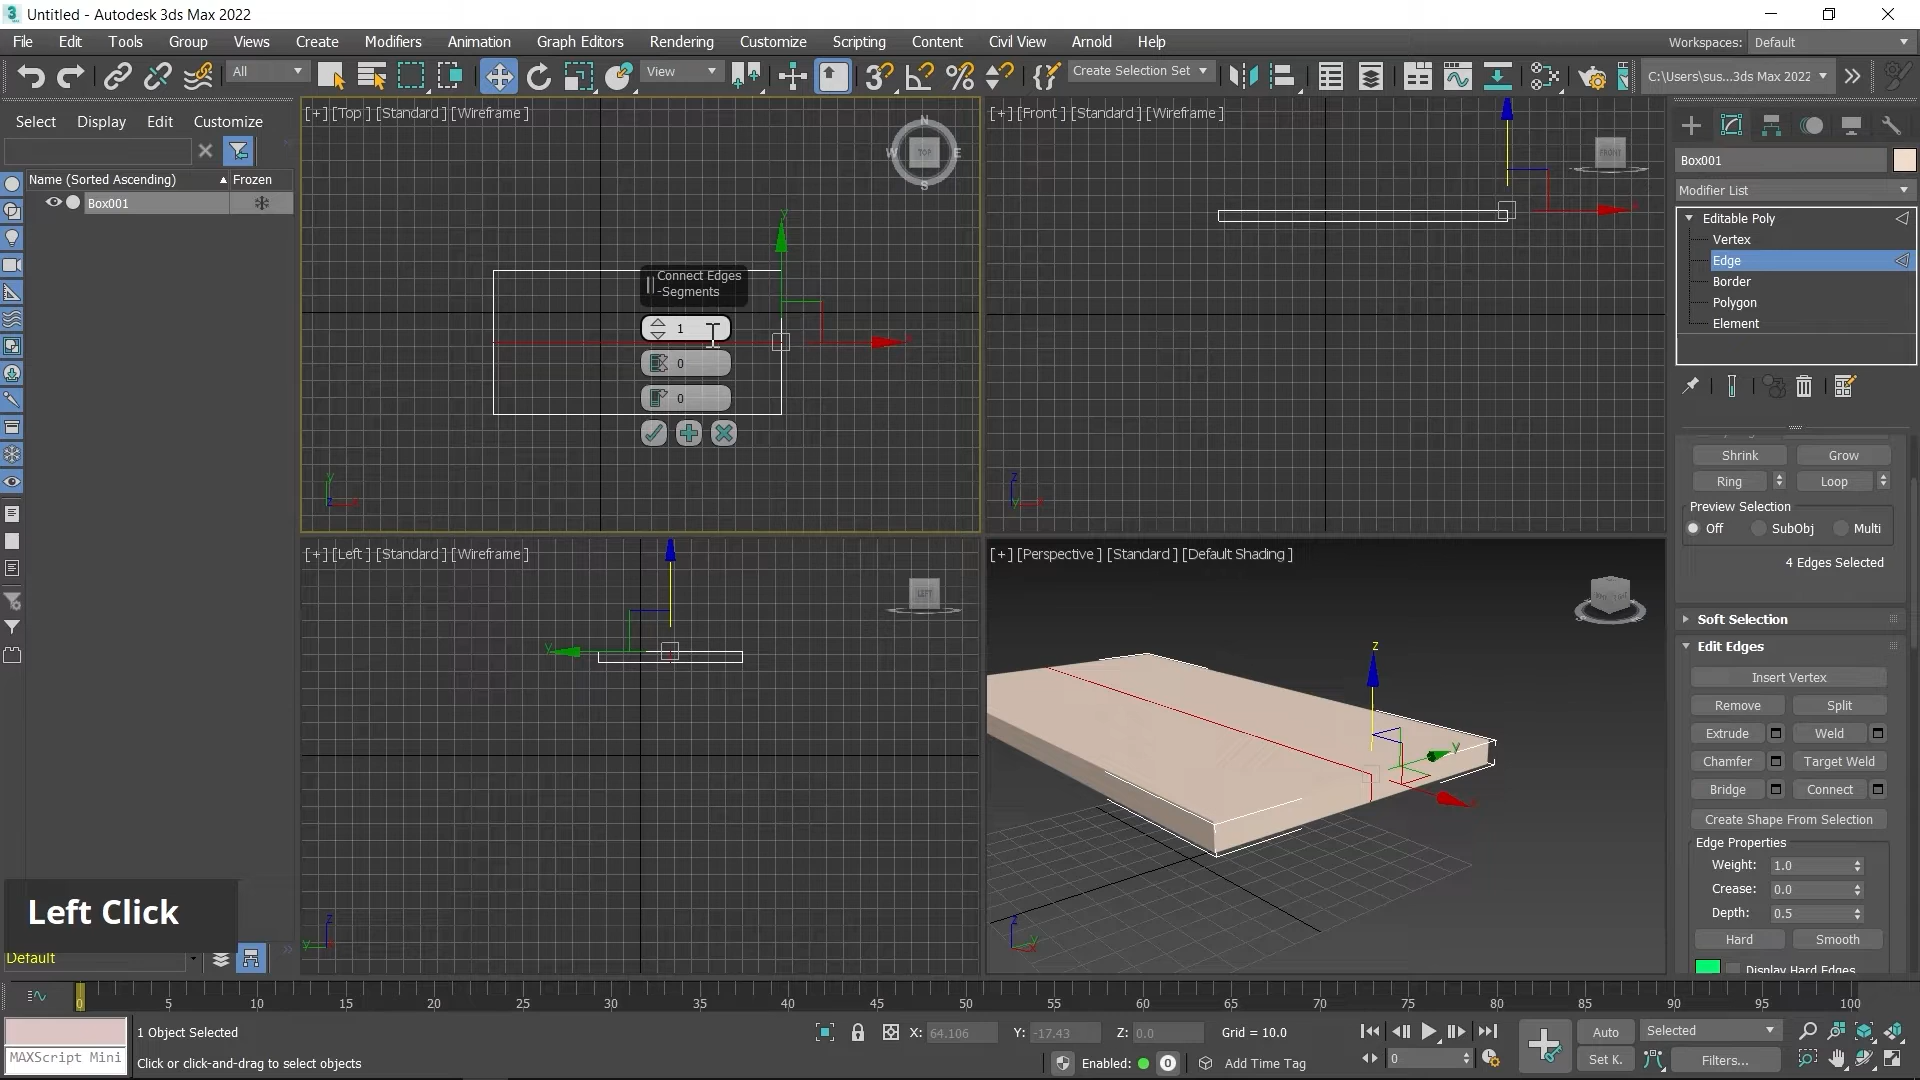 Untitled - Autodesk 3ds Max 2022
File Edit Tools Group Views Create Modifiers Animation Graph Editors Rendering Customize Scripting Content Civil View Arnold Help Workspaces: Default
All View Create Selection Set C:\Users\sus...3ds Max 2022
Select Display Edit Customize
Name (Sorted Ascending) Frozen
Box001
[+] [Top ] [Standard ] [Wireframe ]
N
W TOP E
S
Connect Edges
-Segments
1
0
0
y
x
y
z x
[+] [Front ] [Standard ] [Wireframe ]
FRONT
x
z
y x
[+] [Left ] [Standard ] [Wireframe ]
LEFT
y
z
y
[+] [Perspective ] [Standard ] [Default Shading ]
z
y
x
z
y
Box001
Modifier List
Editable Poly
Vertex
Edge
Border
Polygon
Element
Shrink Grow
Ring Loop
Preview Selection
Off SubObj Multi
4 Edges Selected
Soft Selection
Edit Edges
Insert Vertex
Remove Split
Extrude Weld
Chamfer Target Weld
Bridge Connect
Create Shape From Selection
Edge Properties
Weight: 1.0
Crease: 0.0
Depth: 0.5
Hard Smooth
Display Hard Edges
Left Click
Default
0 5 10 15 20 25 30 35 40 45 50 55 60 65 70 75 80 85 90 95 100
1 Object Selected
X: 64.106 Y: -17.43 Z: 0.0 Grid = 10.0
Auto Selected
MAXScript Mini
Click or click-and-drag to select objects
Enabled: 0 Add Time Tag
0
Set K. Filters...